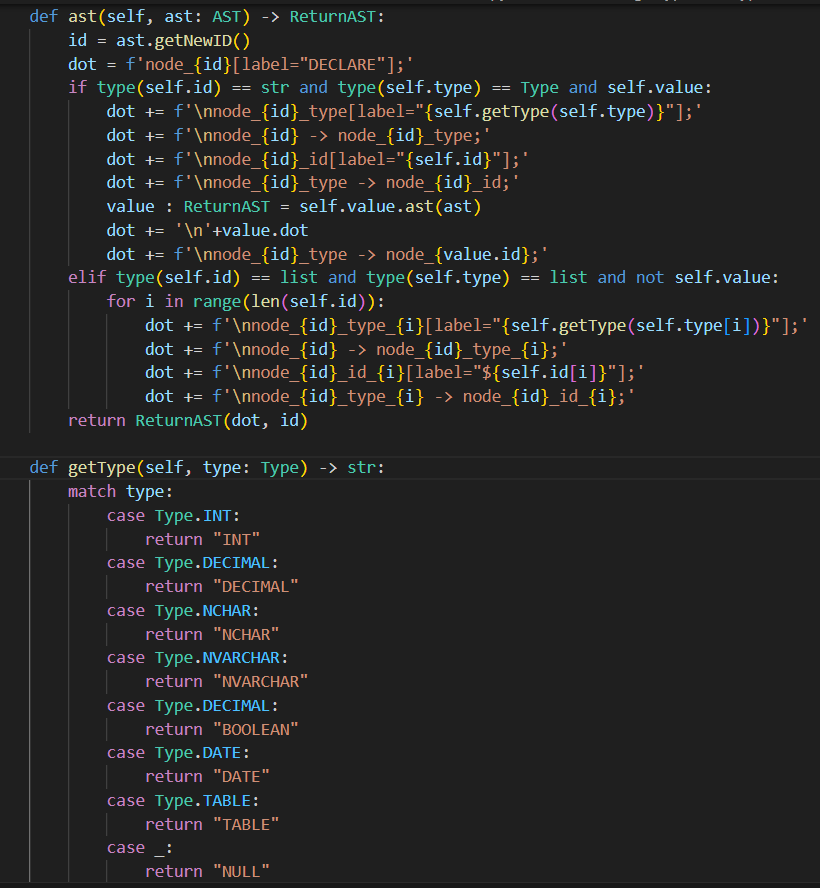 def ast(self, ast: AST) -> ReturnAST:
    id = ast.getNewID()
    dot = f'node_{id}[label="DECLARE"];'
    if type(self.id) == str and type(self.type) == Type and self.value:
        dot += f'\nnode_{id}_type[label="{self.getType(self.type)}"];'
        dot += f'\nnode_{id} -> node_{id}_type;'
        dot += f'\nnode_{id}_id[label="{self.id}"];'
        dot += f'\nnode_{id}_type -> node_{id}_id;'
        value : ReturnAST = self.value.ast(ast)
        dot += '\n'+value.dot
        dot += f'\nnode_{id}_type -> node_{value.id};'
    elif type(self.id) == list and type(self.type) == list and not self.value:
        for i in range(len(self.id)):
            dot += f'\nnode_{id}_type_{i}[label="{self.getType(self.type[i])}"];'
            dot += f'\nnode_{id} -> node_{id}_type_{i};'
            dot += f'\nnode_{id}_id_{i}[label="${self.id[i]}"];'
            dot += f'\nnode_{id}_type_{i} -> node_{id}_id_{i};'
    return ReturnAST(dot, id)

def getType(self, type: Type) -> str:
    match type:
        case Type.INT:
            return "INT"
        case Type.DECIMAL:
            return "DECIMAL"
        case Type.NCHAR:
            return "NCHAR"
        case Type.NVARCHAR:
            return "NVARCHAR"
        case Type.DECIMAL:
            return "BOOLEAN"
        case Type.DATE:
            return "DATE"
        case Type.TABLE:
            return "TABLE"
        case _:
            return "NULL"